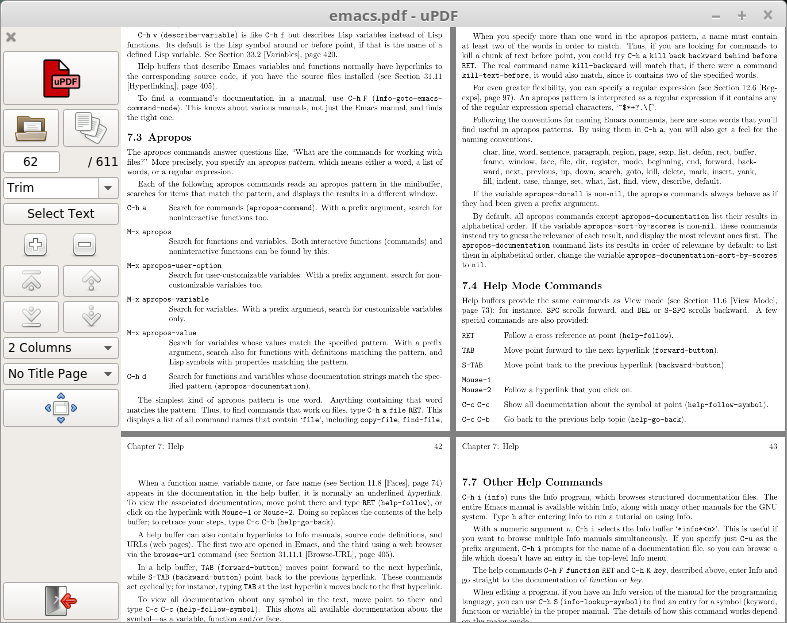 emacs.pdf - uPDF
uPDF
62
/ 611
Trim
Select Text
2 Columns
No Title Page
C-h v (describe-variable) is like C-h f but describes Lisp variables instead of Lisp
functions. Its default is the Lisp symbol around or before point, if that is the name of a
defined Lisp variable. See Section 33.2 [Variables], page 420.
Help buffers that describe Emacs variables and functions normally have hyperlinks to
the corresponding source code, if you have the source files installed (see Section 31.11
[Hyperlinking], page 405).
To find a command's documentation in a manual, use C-h F (Info-goto-emacs-
command-node). This knows about various manuals, not just the Emacs manual, and finds
the right one.
7.3 Apropos
The apropos commands answer questions like, "What are the commands for working with
files?" More precisely, you specify an apropos pattern, which means either a word, a list of
words, or a regular expression.
Each of the following apropos commands reads an apropos pattern in the minibuffer,
searches for items that match the pattern, and displays the results in a different window.
C-h a Search for commands (apropos-command). With a prefix argument, search for
noninteractive functions too.
M-x apropos
Search for functions and variables. Both interactive functions (commands) and
noninteractive functions can be found by this.
M-x apropos-user-option
Search for user-customizable variables. With a prefix argument, search for non-
customizable variables too.
M-x apropos-variable
Search for variables. With a prefix argument, search for customizable variables
only.
M-x apropos-value
Search for variables whose values match the specified pattern. With a prefix
argument, search also for functions with definitions matching the pattern, and
Lisp symbols with properties matching the pattern.
C-h d Search for functions and variables whose documentation strings match the spec-
ified pattern (apropos-documentation).
The simplest kind of apropos pattern is one word. Anything containing that word
matches the pattern. Thus, to find commands that work on files, type C-h a file RET. This
displays a list of all command names that contain 'file', including copy-file, find-file,
When you specify more than one word in the apropos pattern, a name must contain
at least two of the words in order to match. Thus, if you are looking for commands to
kill a chunk of text before point, you could try C-h a kill back backward behind before
RET. The real command name kill-backward will match that; if there were a command
kill-text-before, it would also match, since it contains two of the specified words.
For even greater flexibility, you can specify a regular expression (see Section 12.6 [Reg-
exps], page 97). An apropos pattern is interpreted as a regular expression if it contains any
of the regular expression special characters, '^$*+?.\['.
Following the conventions for naming Emacs commands, here are some words that you'll
find useful in apropos patterns. By using them in C-h a, you will also get a feel for the
naming conventions.
char, line, word, sentence, paragraph, region, page, sexp, list, defun, rect, buffer,
frame, window, face, file, dir, register, mode, beginning, end, forward, back-
ward, next, previous, up, down, search, goto, kill, delete, mark, insert, yank,
fill, indent, case, change, set, what, list, find, view, describe, default.
If the variable apropos-do-all is non-nil, the apropos commands always behave as if
they had been given a prefix argument.
By default, all apropos commands except apropos-documentation list their results in
alphabetical order. If the variable apropos-sort-by-scores is non-nil, these commands
instead try to guess the relevance of each result, and display the most relevant ones first. The
apropos-documentation command lists its results in order of relevance by default; to list
them in alphabetical order, change the variable apropos-documentation-sort-by-scores
to nil.
7.4 Help Mode Commands
Help buffers provide the same commands as View mode (see Section 11.6 [View Mode],
page 73); for instance, SPC scrolls forward, and DEL or S-SPC scrolls backward. A few
special commands are also provided:
RET Follow a cross reference at point (help-follow).
TAB Move point forward to the next hyperlink (forward-button).
S-TAB Move point back to the previous hyperlink (backward-button).
Mouse-1
Mouse-2 Follow a hyperlink that you click on.
C-c C-c Show all documentation about the symbol at point (help-follow-symbol).
C-c C-b Go back to the previous help topic (help-go-back).
Chapter 7: Help 42
When a function name, variable name, or face name (see Section 11.8 [Faces], page 74)
appears in the documentation in the help buffer, it is normally an underlined hyperlink.
To view the associated documentation, move point there and type RET (help-follow), or
click on the hyperlink with Mouse-1 or Mouse-2. Doing so replaces the contents of the help
buffer; to retrace your steps, type C-c C-b (help-go-back).
A help buffer can also contain hyperlinks to Info manuals, source code definitions, and
URLs (web pages). The first two are opened in Emacs, and the third using a web browser
via the browse-url command (see Section 31.11.1 [Browse-URL], page 405).
In a help buffer, TAB (forward-button) moves point forward to the next hyperlink,
while S-TAB (backward-button) point back to the previous hyperlink. These commands
act cyclically; for instance, typing TAB at the last hyperlink moves back to the first hyperlink.
To view all documentation about any symbol in the text, move point to there and
type C-c C-c (help-follow-symbol). This shows all available documentation about the
symbol—as a variable, function and/or face.
Chapter 7: Help 43
7.7 Other Help Commands
C-h i (info) runs the Info program, which browses structured documentation files. The
entire Emacs manual is available within Info, along with many other manuals for the GNU
system. Type h after entering Info to run a tutorial on using Info.
With a numeric argument n, C-h i selects the Info buffer '*info*<n>'. This is useful if
you want to browse multiple Info manuals simultaneously. If you specify just C-u as the
prefix argument, C-h i prompts for the name of a documentation file, so you can browse a
file which doesn't have an entry in the top-level Info menu.
The help commands C-h F function RET and C-h K key, described above, enter Info and
go straight to the documentation of function or key.
When editing a program, if you have an Info version of the manual for the programming
language, you can use C-h S (info-lookup-symbol) to find an entry for a symbol (keyword,
function or variable) in the proper manual. The details of how this command works depend
on the major mode.